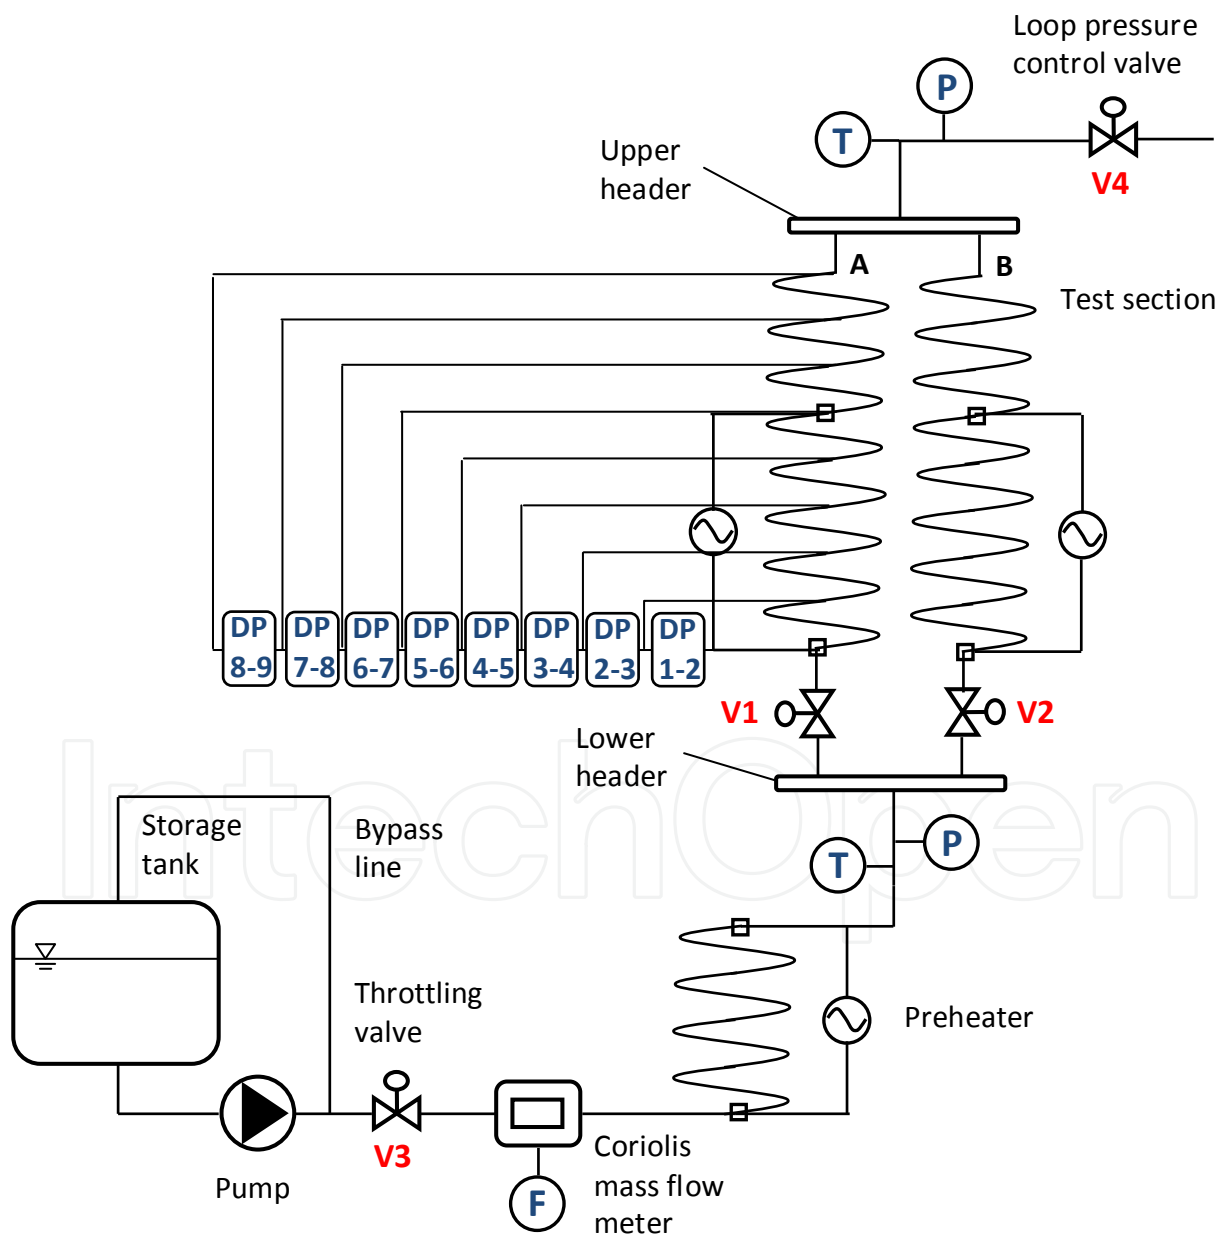 Loop pressure
control valve
P
T
V4
Upper
header
A
B
Test section
DP
8-9
DP
7-8
DP
6-7
DP
5-6
DP
4-5
DP
3-4
DP
2-3
DP
1-2
V1
V2
Lower
header
IntechOpen
Storage
tank
Bypass
line
T
P
Throttling
valve
Preheater
V3
Pump
Coriolis
mass flow
meter
F